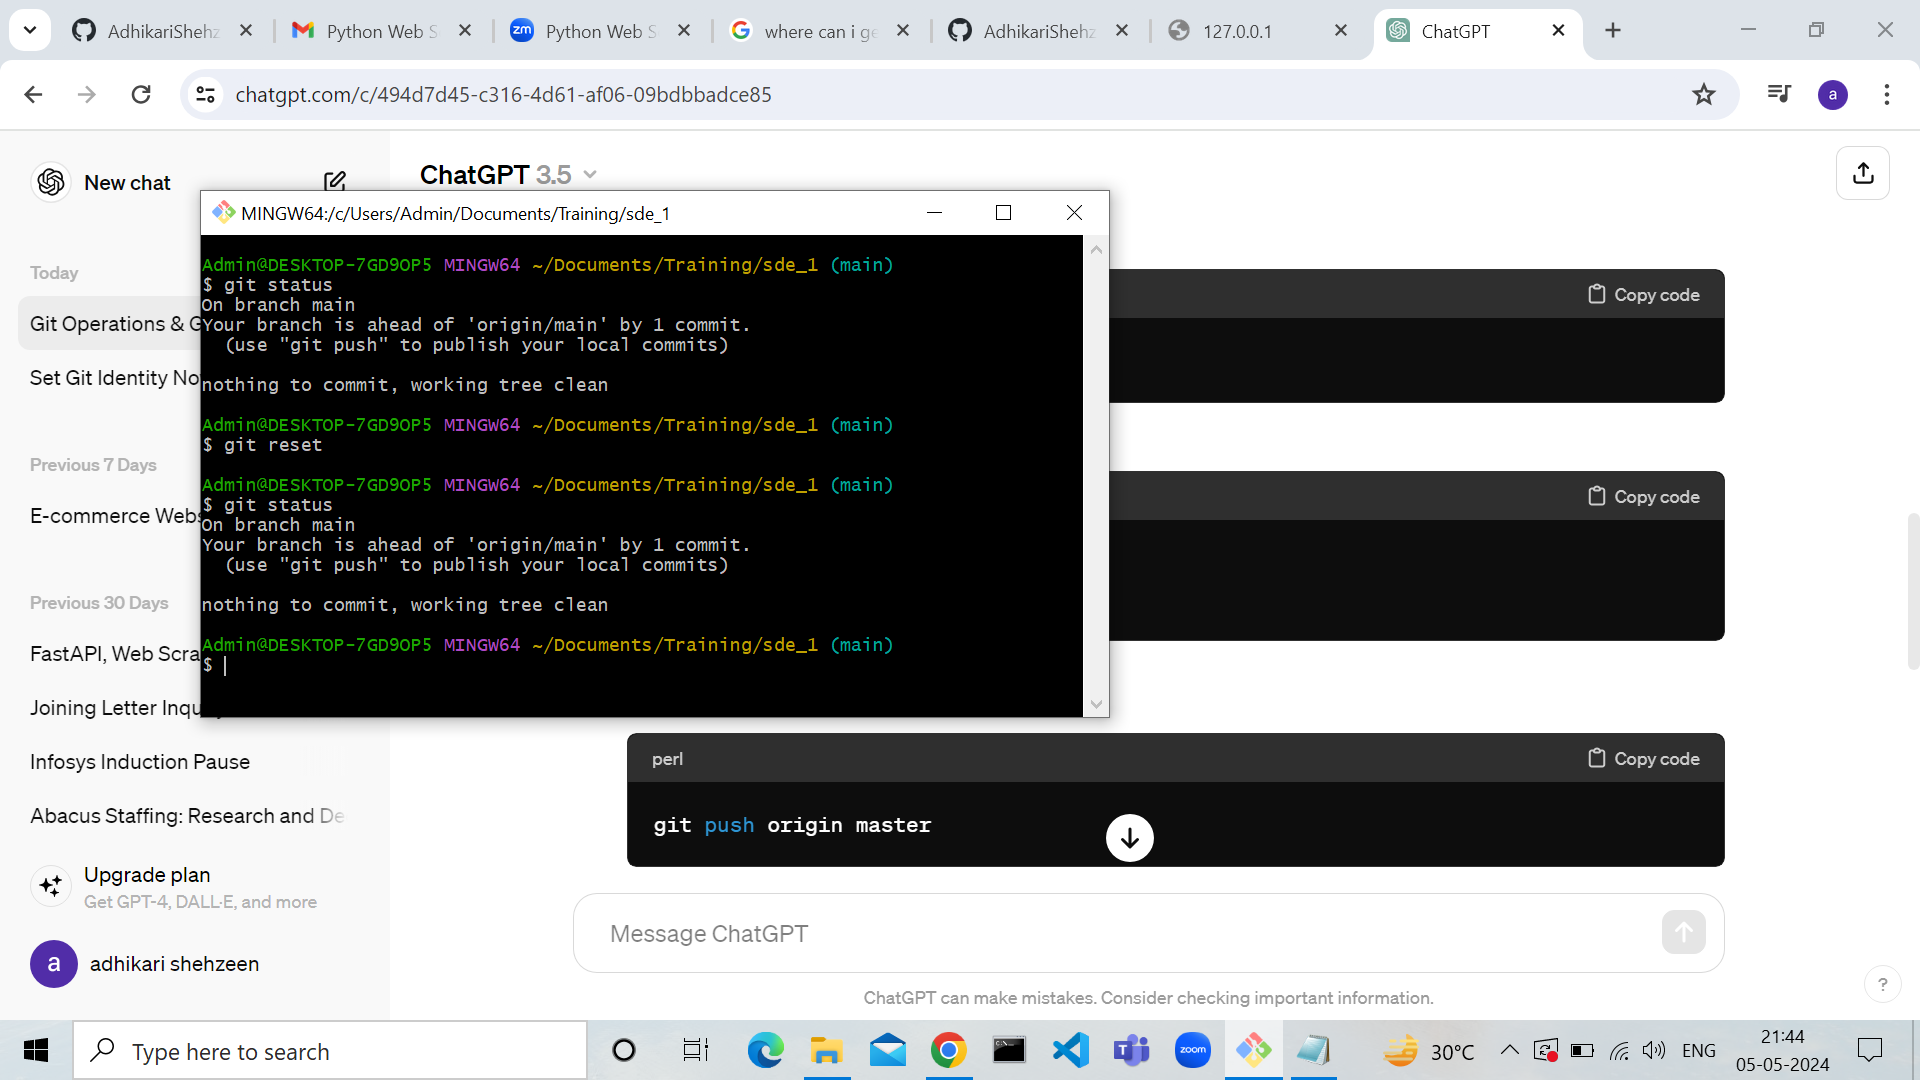 AdhikariShehz
Python Web S
zm
Python Web S
where can i ge
AdhikariShehz
127.0.0.1
ChatGPT
chatgpt.com/c/494d7d45-c316-4d61-af06-09bdbbadce85
a
New chat
ChatGPT 3.5
MINGW64:/c/Users/Admin/Documents/Training/sde_1
Admin@DESKTOP-7GD9OP5 MINGW64 ~/Documents/Training/sde_1 (main)
$ git status
On branch main
Your branch is ahead of 'origin/main' by 1 commit.
(use "git push" to publish your local commits)
nothing to commit, working tree clean
Admin@DESKTOP-7GD9OP5 MINGW64 ~/Documents/Training/sde_1 (main)
$ git reset
Admin@DESKTOP-7GD9OP5 MINGW64 ~/Documents/Training/sde_1 (main)
$ git status
On branch main
Your branch is ahead of 'origin/main' by 1 commit.
(use "git push" to publish your local commits)
nothing to commit, working tree clean
Admin@DESKTOP-7GD9OP5 MINGW64 ~/Documents/Training/sde_1 (main)
$
Today
Git Operations & G
Set Git Identity No
Previous 7 Days
E-commerce Webs
Previous 30 Days
FastAPI, Web Scra
Joining Letter Inqu
Infosys Induction Pause
Abacus Staffing: Research and De
Upgrade plan
Get GPT-4, DALL·E, and more
a
adhikari shehzeen
Copy code
Copy code
perl
Copy code
git push origin master
Message ChatGPT
ChatGPT can make mistakes. Consider checking important information.
?
Type here to search
zoom
30°C
ENG
21:44
05-05-2024